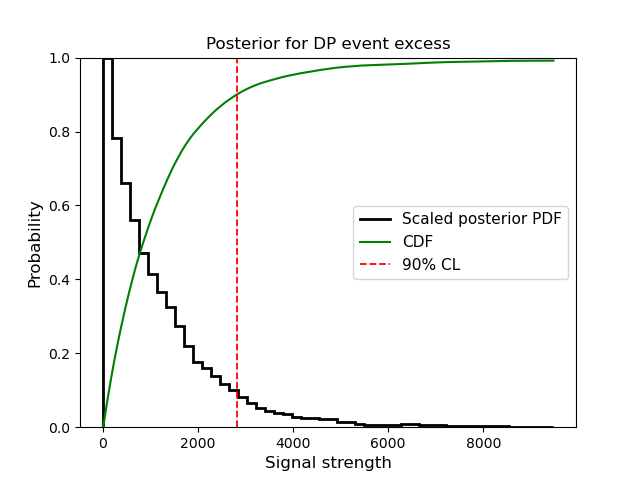 Posterior for DP event excess
Probability
1.0
0.8
0.6
0.4
0.2
0.0
Scaled posterior PDF
CDF
90% CL
0
2000
4000
6000
8000
Signal strength